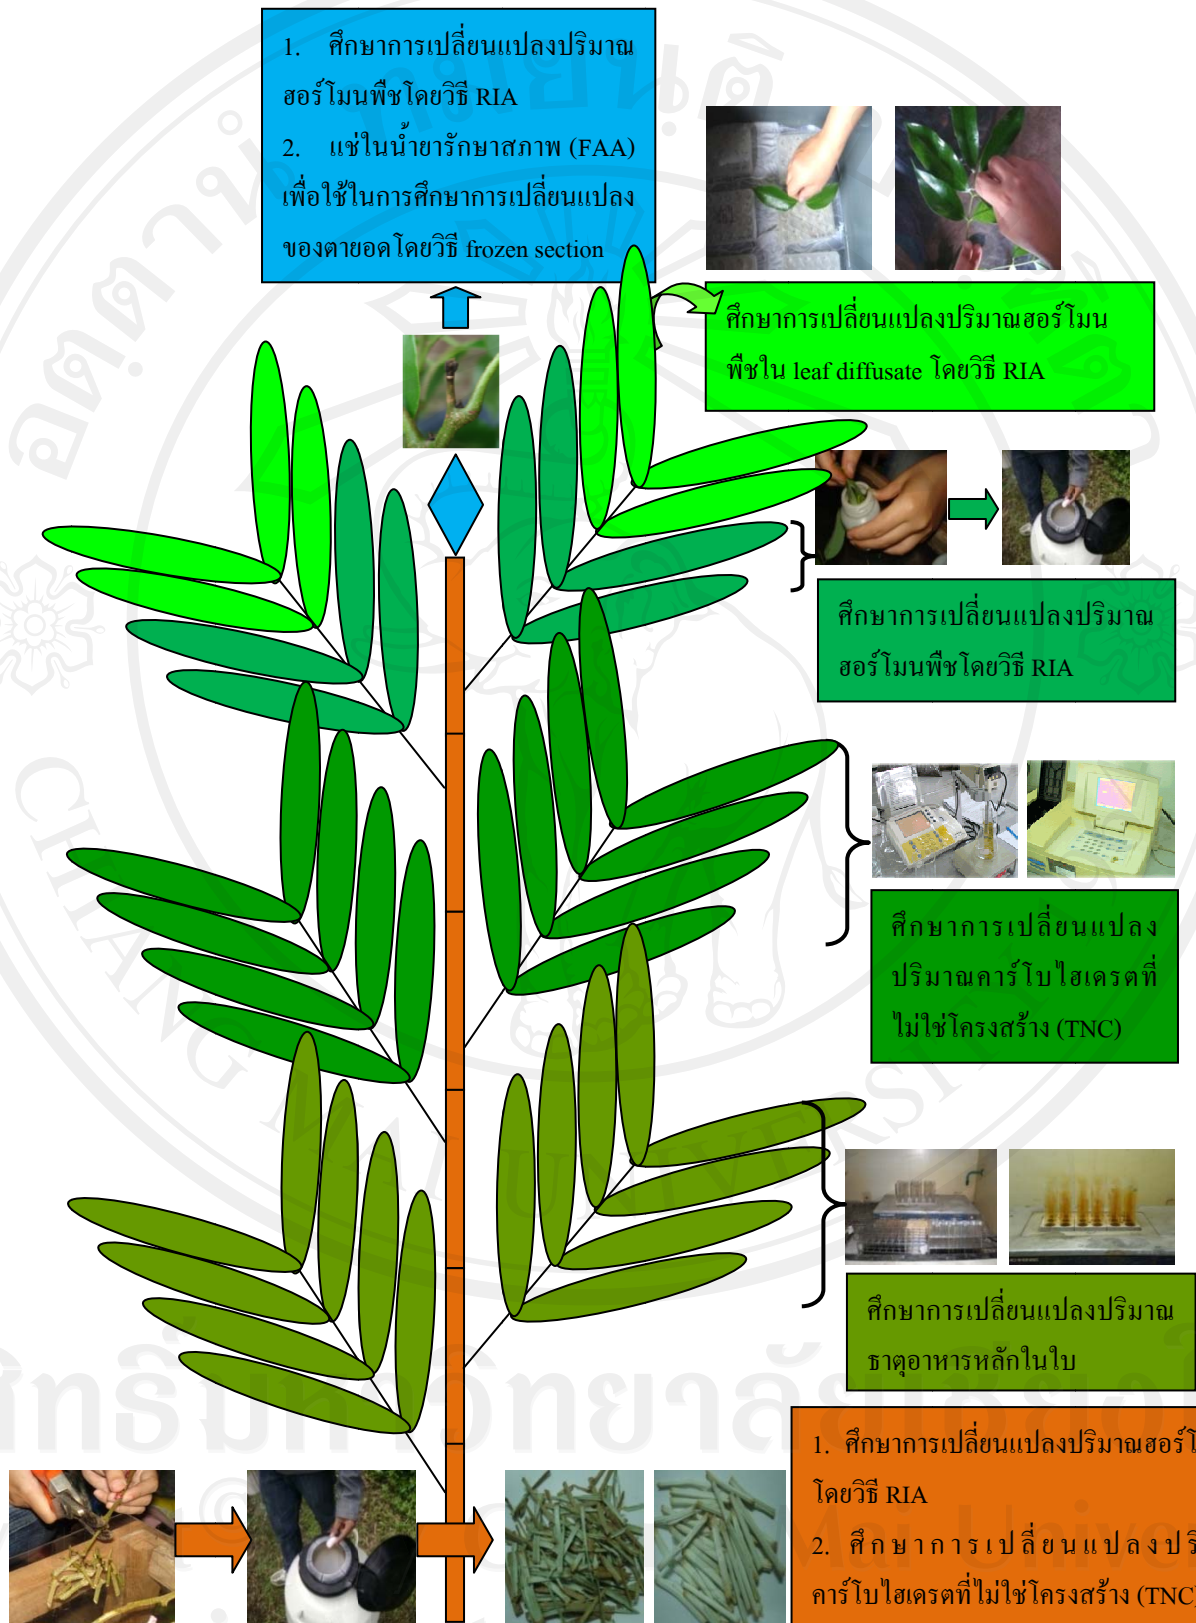 1. ศึกษาการเปลี่ยนแปลงปริมาณ
ฮอร์โมนพืชโดยวิธี RIA
2. แช่ในน้ำยารักษาสภาพ (FAA)
เพื่อใช้ในการศึกษาการเปลี่ยนแปลง
ของตายอดโดยวิธี frozen section
ศึกษาการเปลี่ยนแปลงปริมาณฮอร์โมน
พืชใน leaf diffusate โดยวิธี RIA
ศึกษาการเปลี่ยนแปลงปริมาณ
ฮอร์โมนพืชโดยวิธี RIA
ศึกษาการเปลี่ยนแปลง
ปริมาณคาร์โบไฮเดรตที่
ไม่ใช่โครงสร้าง (TNC)
ศึกษาการเปลี่ยนแปลงปริมาณ
ธาตุอาหารหลักในใบ
1. ศึกษาการเปลี่ยนแปลงปริมาณฮอร์โ
โดยวิธี RIA
2. ศึกษาการเปลี่ยนแปลงปริ
คาร์โบไฮเดรตที่ไม่ใช่โครงสร้าง (TNC)
CHIANG MAI UNIVERSITY